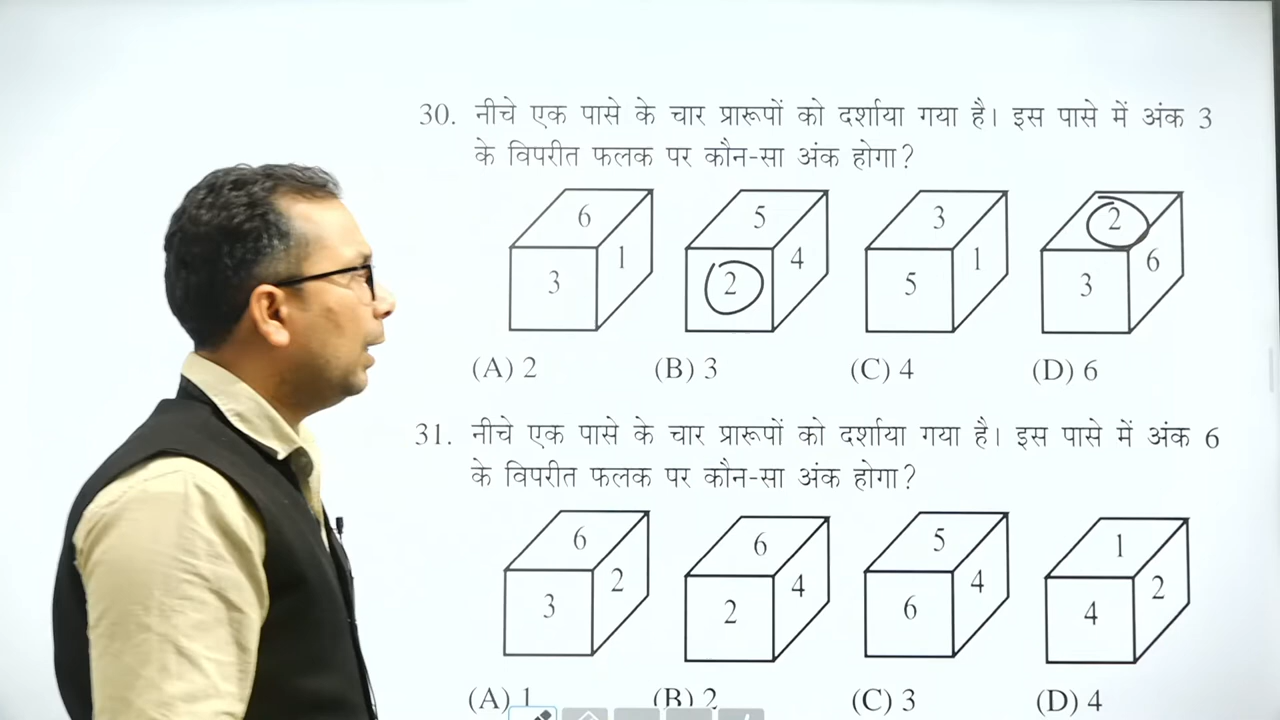 30. नीचे एक पासे के चार प्रारूपों को दर्शाया गया है। इस पासे में अंक 3
के विपरीत फलक पर कौन-सा अंक होगा?
6 5 3 2
3 1 2 4 5 1 3 6
(A) 2 (B) 3 (C) 4 (D) 6
31. नीचे एक पासे के चार प्रारूपों को दर्शाया गया है। इस पासे में अंक 6
के विपरीत फलक पर कौन-सा अंक होगा?
6 6 5 1
3 2 2 4 6 4 4 2
(A) 1 (B) 2 (C) 3 (D) 4